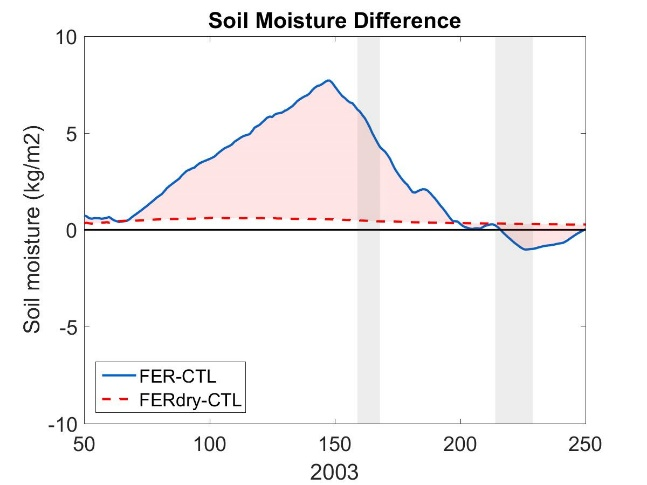 Soil Moisture Difference
10
5
0
-5
-10
Soil moisture (kg/m2)
FER-CTL
FERdry-CTL
50 100 150 200 250
2003